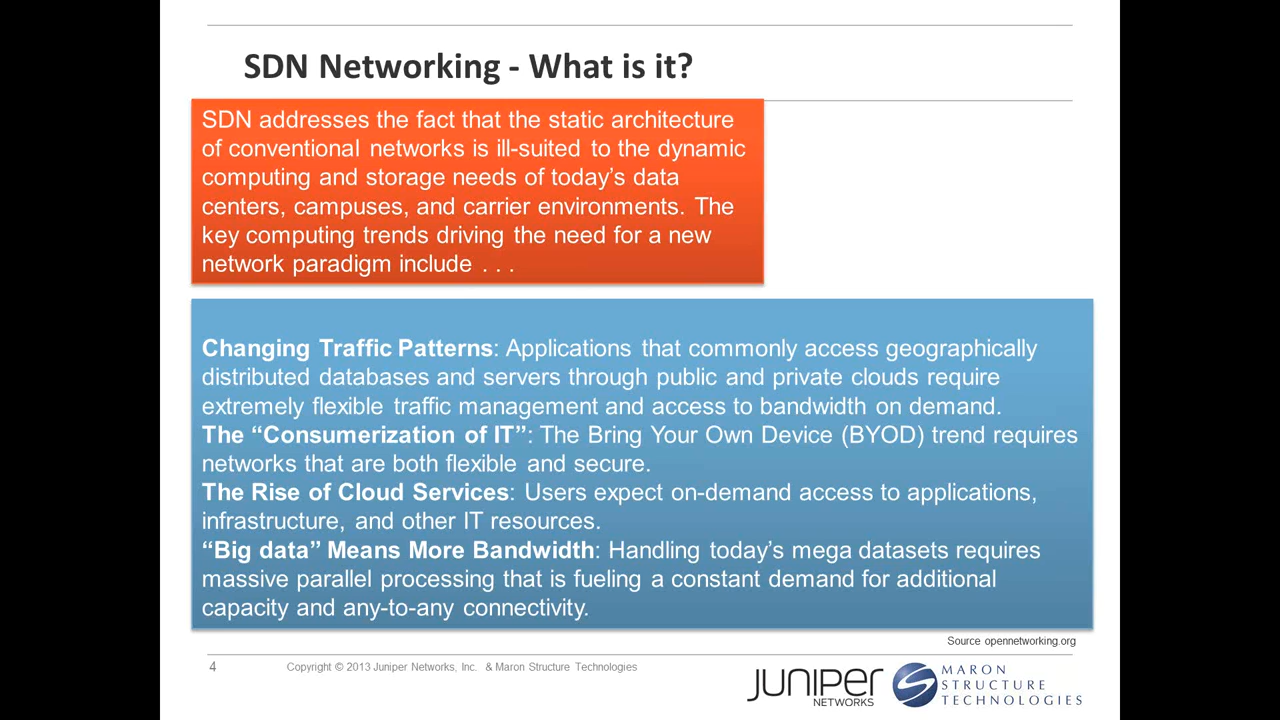 SDN Networking - What is it?
SDN addresses the fact that the static architecture
of conventional networks is ill-suited to the dynamic
computing and storage needs of today’s data
centers, campuses, and carrier environments. The
key computing trends driving the need for a new
network paradigm include . . .
Changing Traffic Patterns: Applications that commonly access geographically
distributed databases and servers through public and private clouds require
extremely flexible traffic management and access to bandwidth on demand.
The “Consumerization of IT”: The Bring Your Own Device (BYOD) trend requires
networks that are both flexible and secure.
The Rise of Cloud Services: Users expect on-demand access to applications,
infrastructure, and other IT resources.
“Big data” Means More Bandwidth: Handling today’s mega datasets requires
massive parallel processing that is fueling a constant demand for additional
capacity and any-to-any connectivity.
Source opennetworking.org
4 Copyright © 2013 Juniper Networks, Inc. & Maron Structure Technologies
JUNIPER
NETWORKS
MARON
STRUCTURE
TECHNOLOGIES